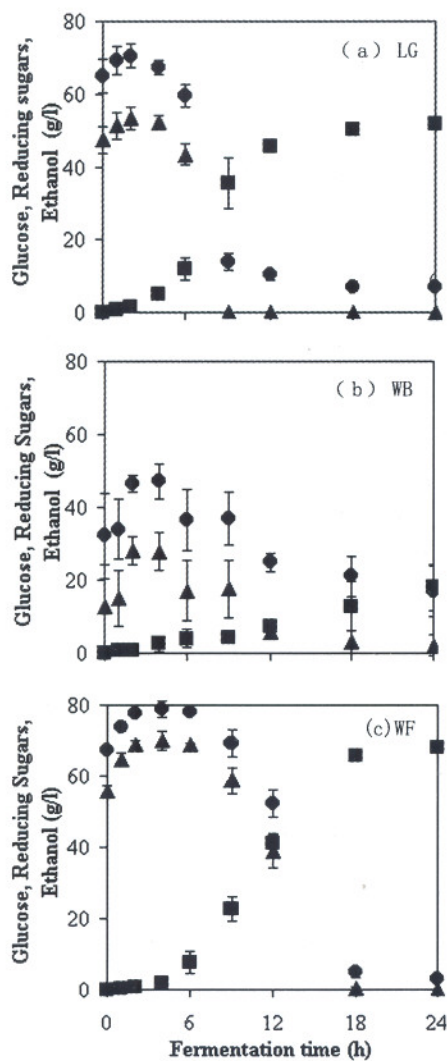 Glucose, Reducing sugars,
Ethanol (g/l)
80
60
40
20
0
(a) LG
Glucose, Reducing Sugars,
Ethanol (g/l)
80
60
40
20
0
(b) WB
Glucose, Reducing Sugars,
Ethanol (g/l)
80
60
40
20
0
(c) WF
0 6 12 18 24
Fermentation time (h)